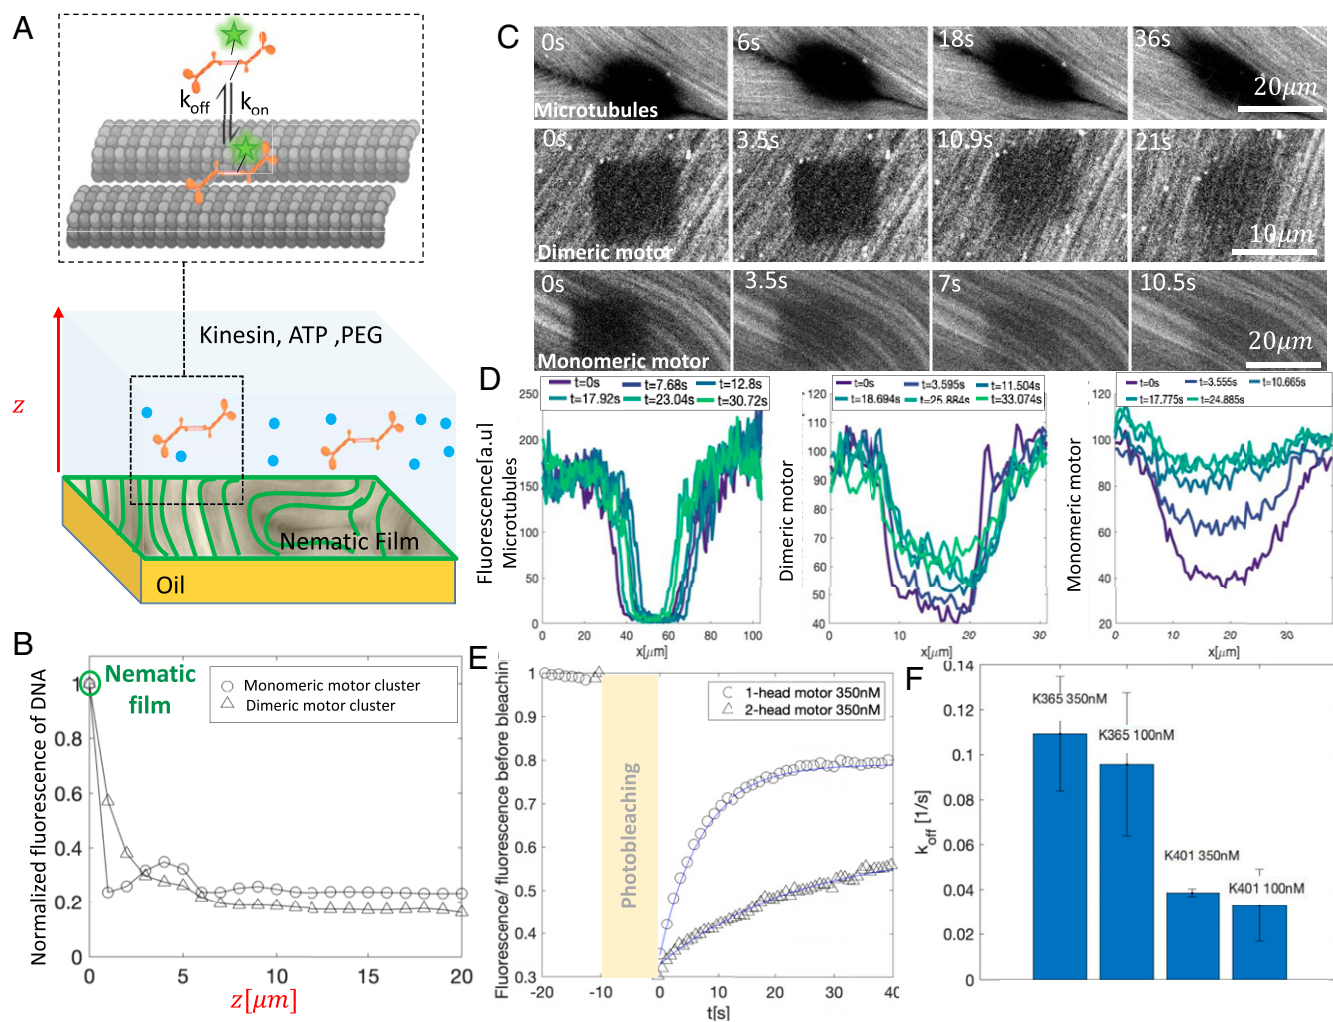 A
k_off
k_on
Kinesin, ATP ,PEG
z
Nematic Film
Oil
B
Nematic
film
Monomeric motor cluster
Dimeric motor cluster
Normalized fluorescence of DNA
1
0.8
0.6
0.4
0.2
0
0 5 10 15 20
z[μm]
C
0s 6s 18s 36s
Microtubules
20μm
0s 3.5s 10.9s 21s
Dimeric motor
10μm
0s 3.5s 7s 10.5s
Monomeric motor
20μm
D
t=0s t=7.68s t=12.8s
t=17.92s t=23.04s t=30.72s
Fluorescence[a.u]
Microtubules
250
200
150
100
50
0
0 20 40 60 80 100
x[μm]
t=0s t=3.595s t=11.504s
t=18.694s t=25.884s t=33.074s
Dimeric motor
120
110
100
90
80
70
60
50
40
0 10 20 30
x[μm]
t=0s t=3.555s t=10.665s
t=17.775s t=24.885s
Monomeric motor
120
100
80
60
40
20
0 10 20 30
x[μm]
E
1-head motor 350nM
2-head motor 350nM
Photobleaching
Fluorescence/ fluorescence before bleaching
1
0.9
0.8
0.7
0.6
0.5
0.4
0.3
-20 -10 0 10 20 30 40
t[s]
F
K365 350nM
K365 100nM
K401 350nM
K401 100nM
k_off [1/s]
0.14
0.12
0.1
0.08
0.06
0.04
0.02
0